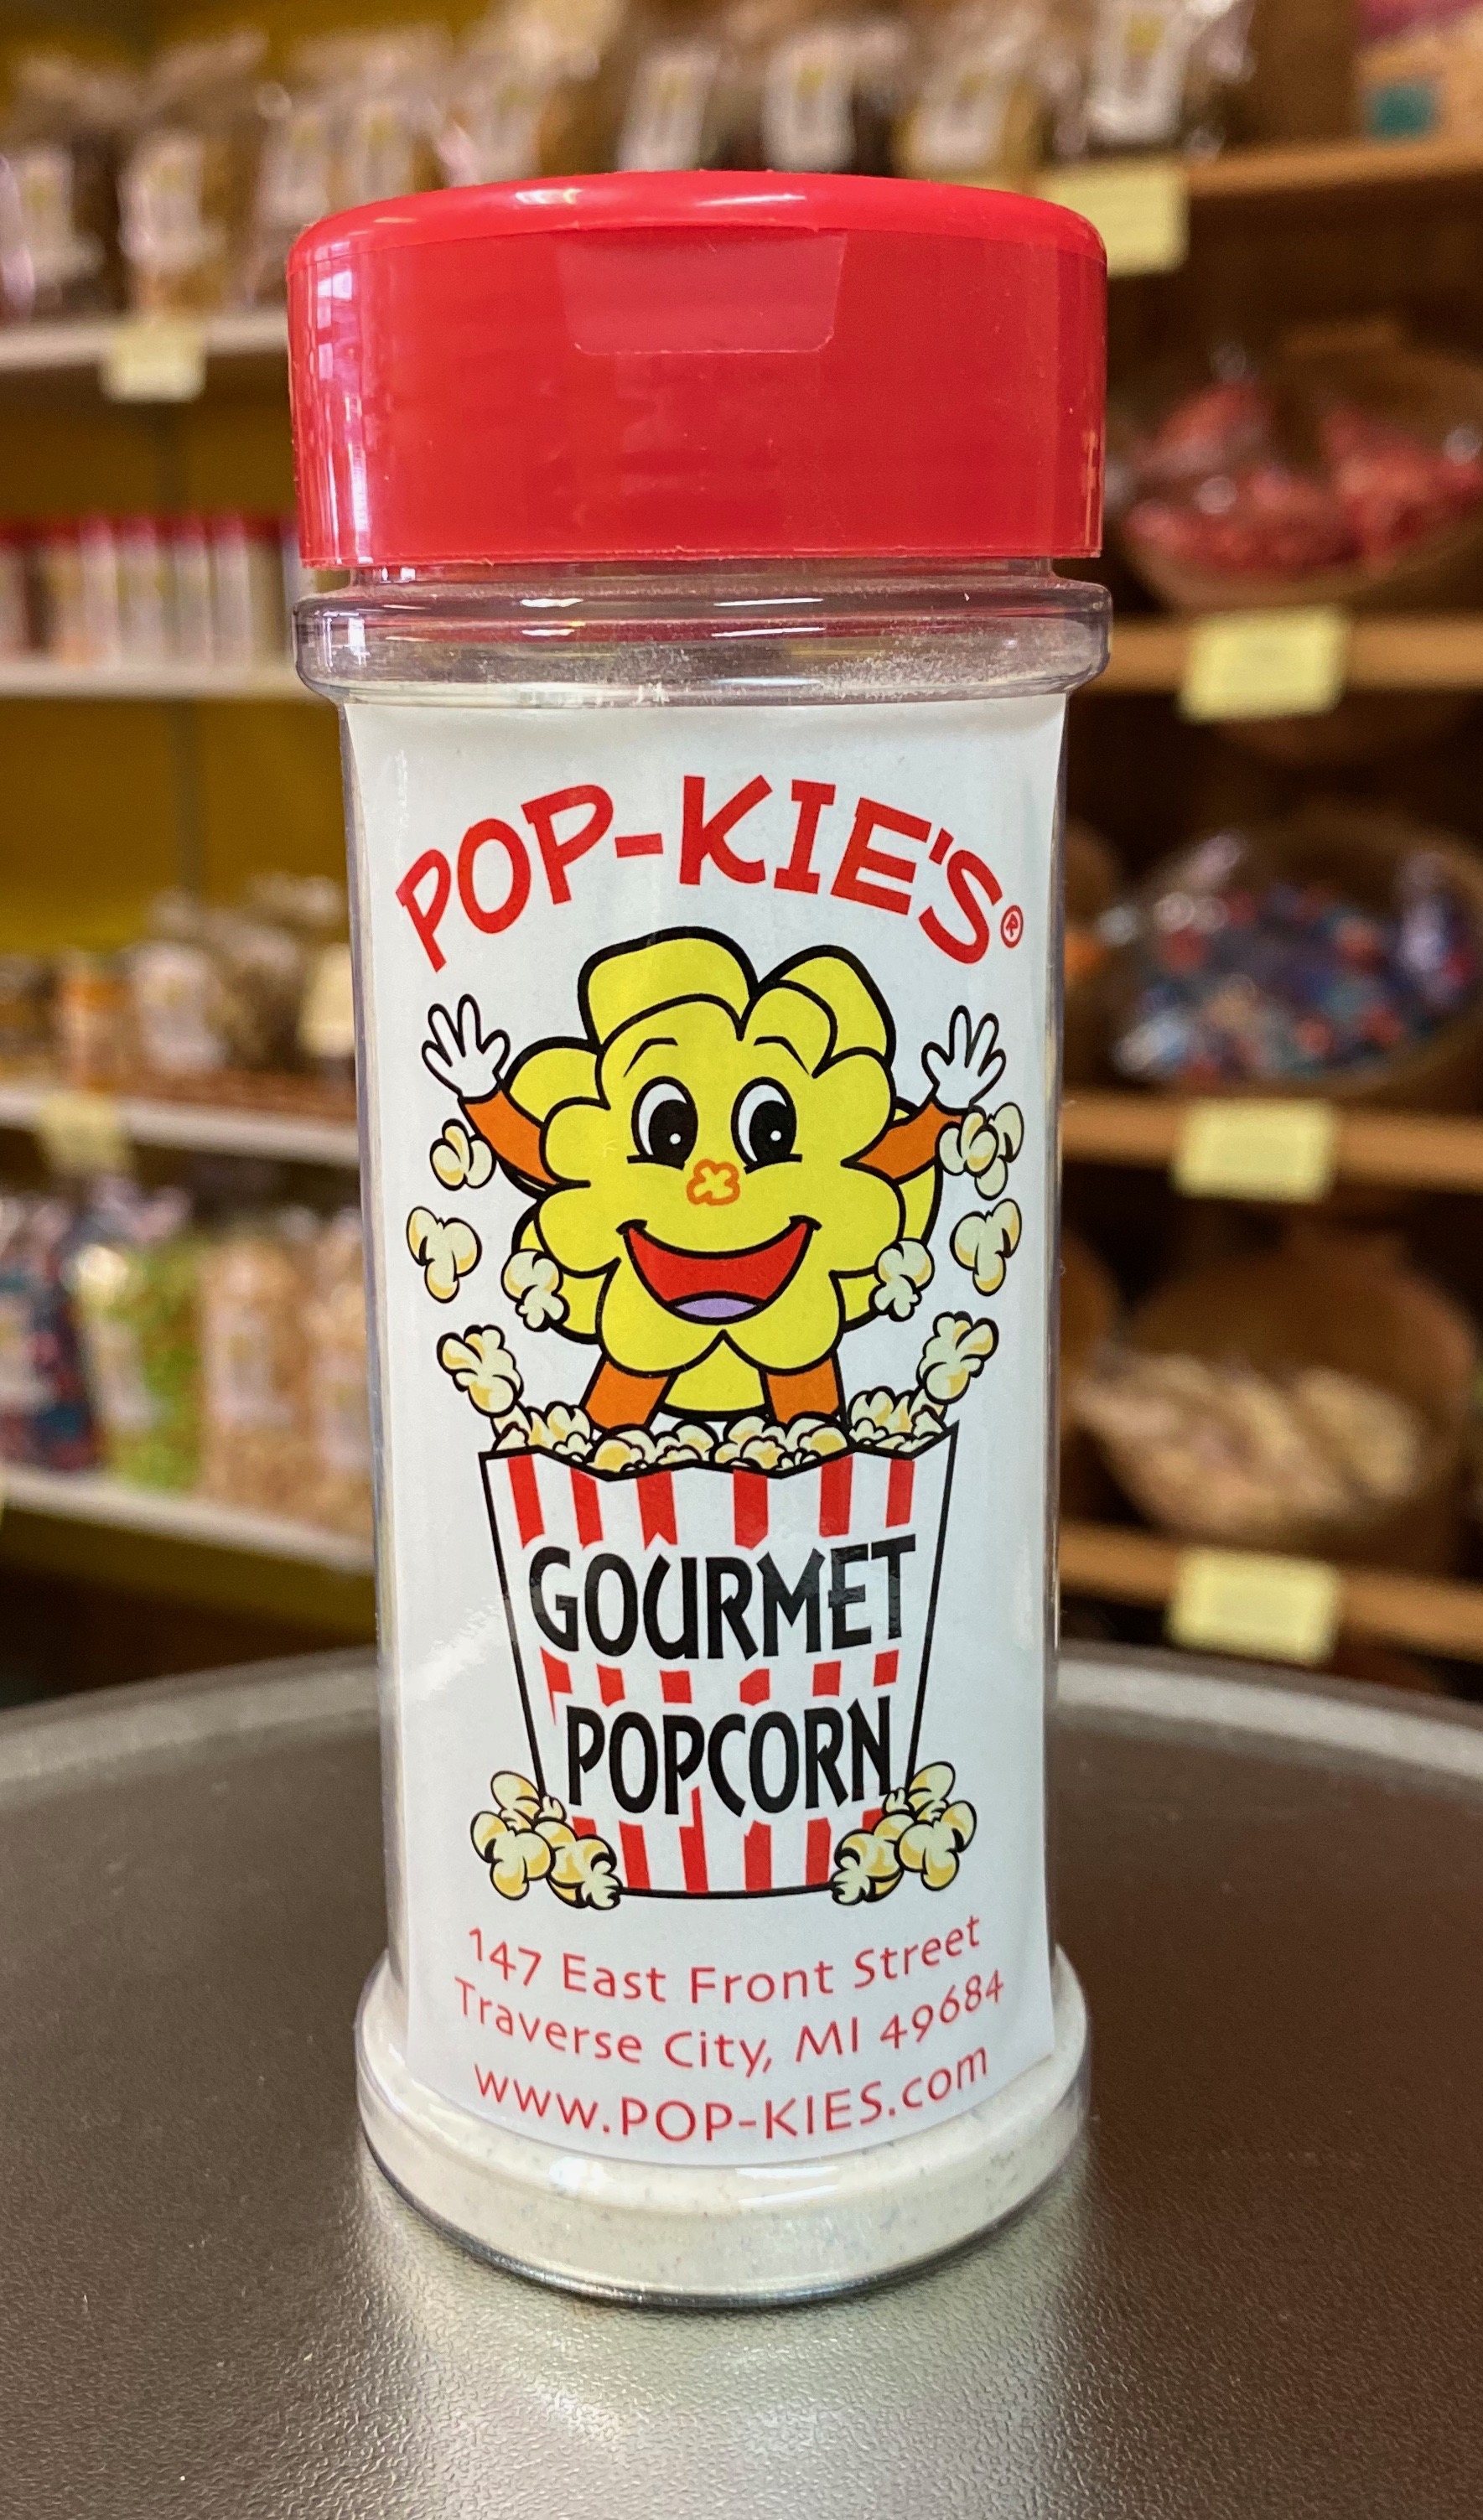 POP-KIE'S®
GOURMET
POPCORN
147 East Front Street
Traverse City, MI 49684
www.POP-KIES.com